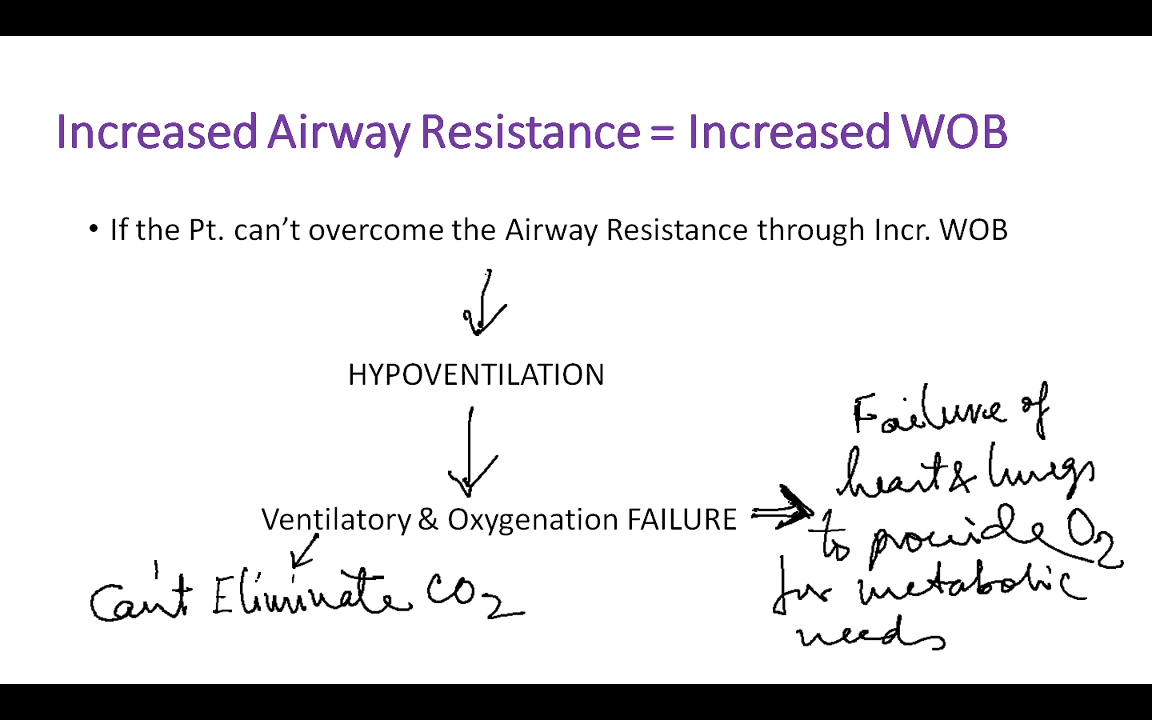 Increased Airway Resistance = Increased WOB
• If the Pt. can't overcome the Airway Resistance through Incr. WOB
HYPOVENTILATION
Ventilatory & Oxygenation FAILURE
Can't Eliminate CO2
Failure of
heart & lungs
to provide O2
for metabolic
needs